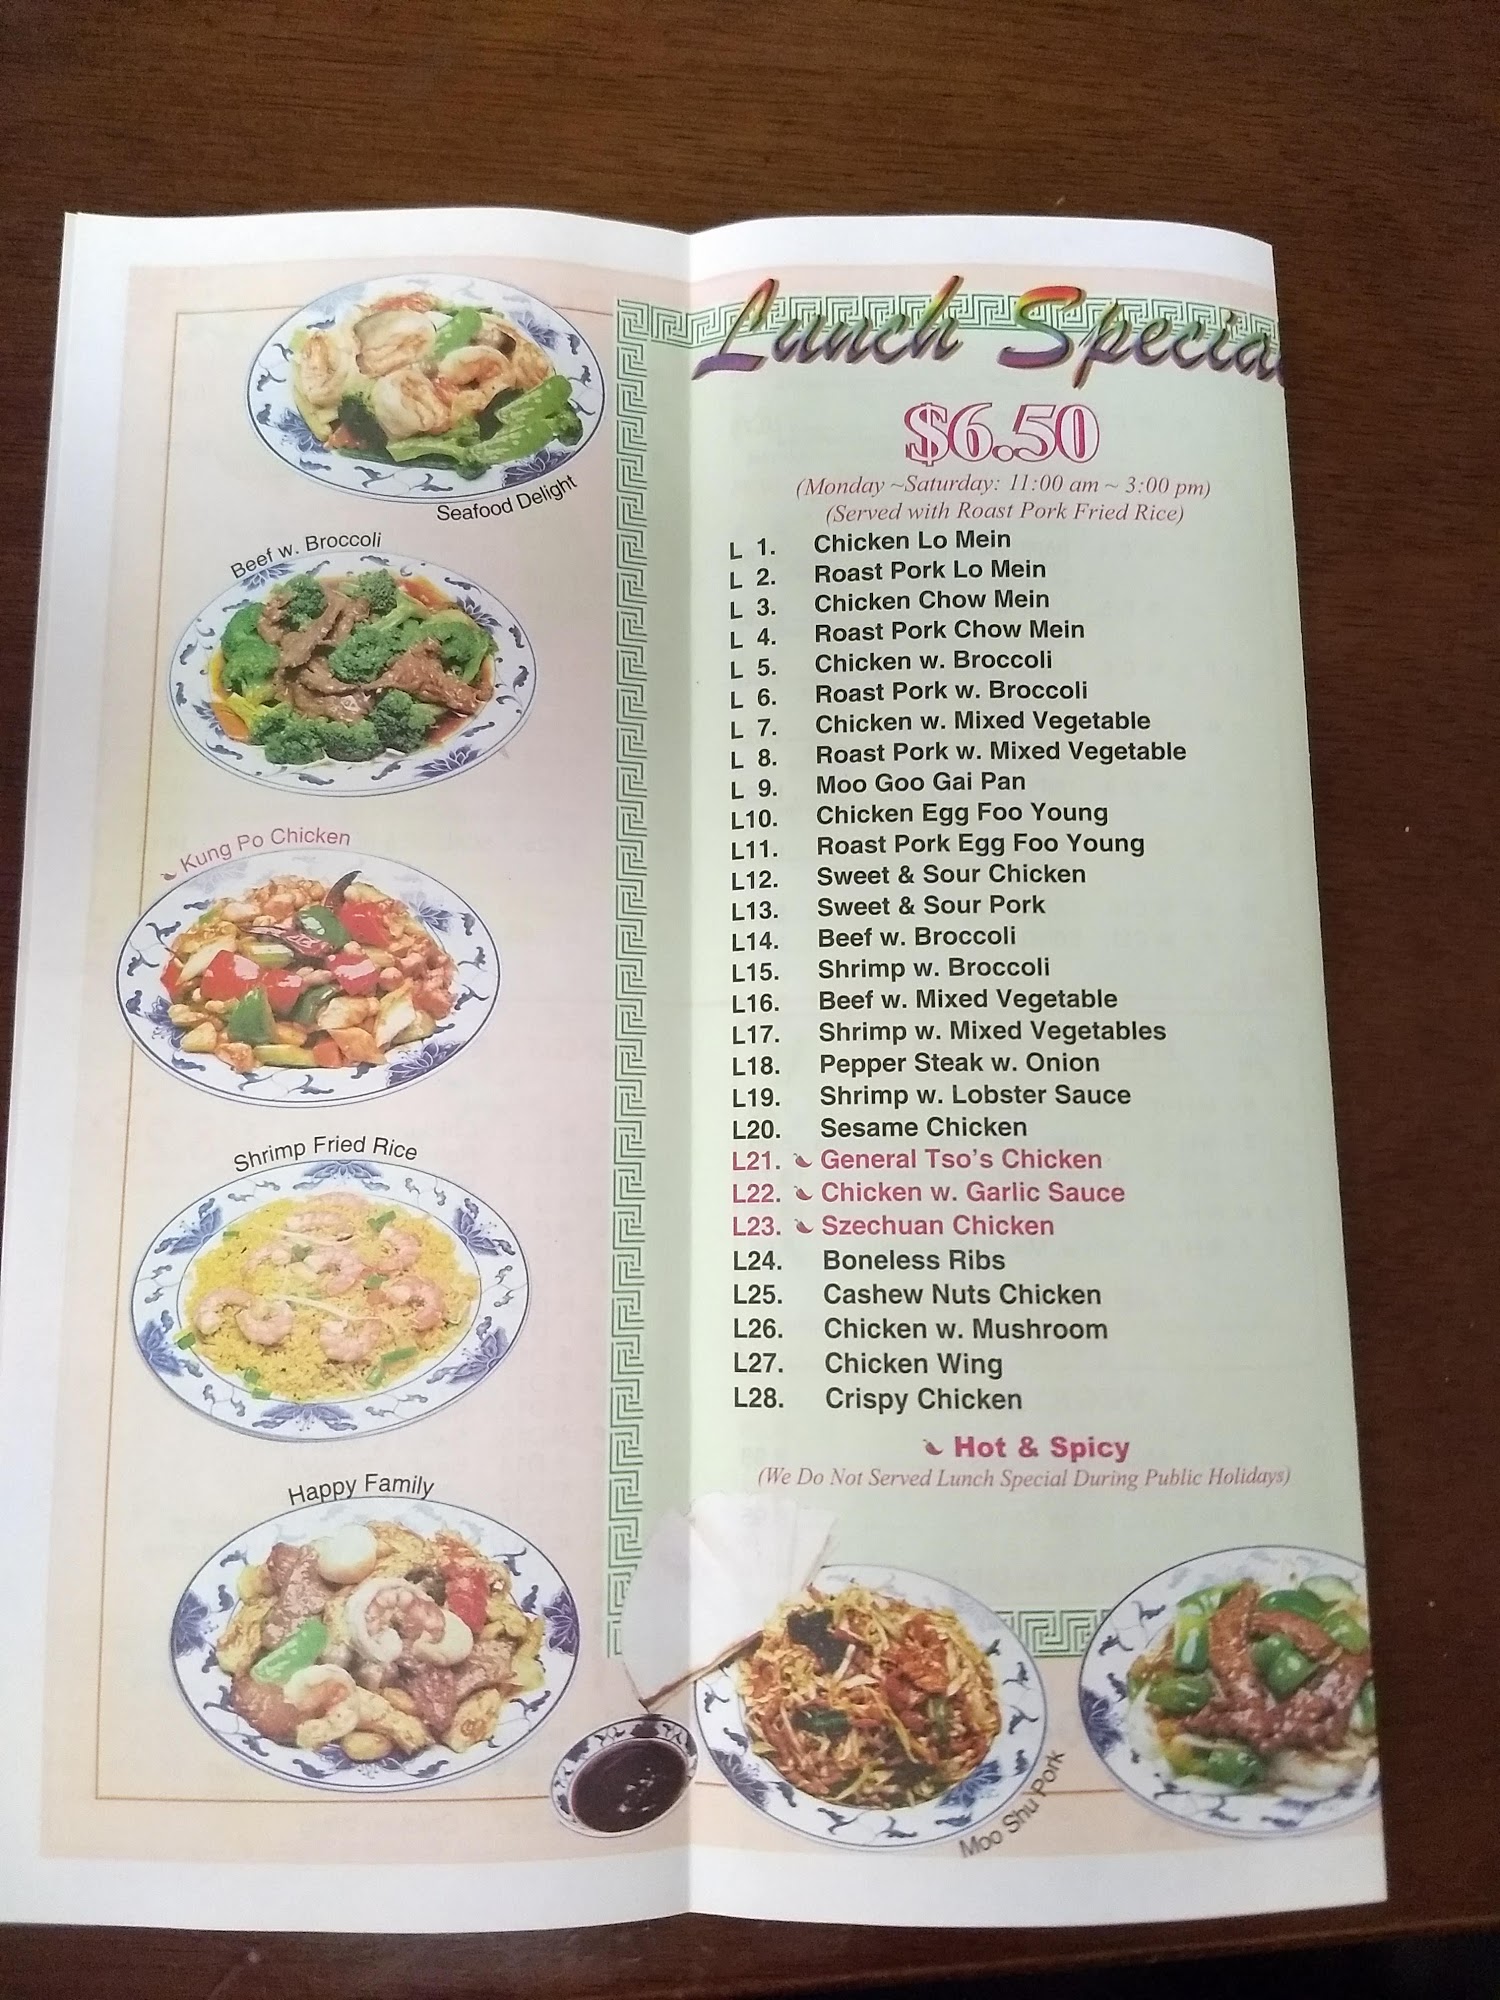 Seafood Delight
Beef w. Broccoli
Kung Po Chicken
Shrimp Fried Rice
Happy Family
Lunch Special
$6.50
(Monday ~Saturday: 11:00 am ~ 3:00 pm)
(Served with Roast Pork Fried Rice)
L 1. Chicken Lo Mein
L 2. Roast Pork Lo Mein
L 3. Chicken Chow Mein
L 4. Roast Pork Chow Mein
L 5. Chicken w. Broccoli
L 6. Roast Pork w. Broccoli
L 7. Chicken w. Mixed Vegetable
L 8. Roast Pork w. Mixed Vegetable
L 9. Moo Goo Gai Pan
L10. Chicken Egg Foo Young
L11. Roast Pork Egg Foo Young
L12. Sweet & Sour Chicken
L13. Sweet & Sour Pork
L14. Beef w. Broccoli
L15. Shrimp w. Broccoli
L16. Beef w. Mixed Vegetable
L17. Shrimp w. Mixed Vegetables
L18. Pepper Steak w. Onion
L19. Shrimp w. Lobster Sauce
L20. Sesame Chicken
L21. General Tso's Chicken
L22. Chicken w. Garlic Sauce
L23. Szechuan Chicken
L24. Boneless Ribs
L25. Cashew Nuts Chicken
L26. Chicken w. Mushroom
L27. Chicken Wing
L28. Crispy Chicken
Hot & Spicy
(We Do Not Served Lunch Special During Public Holidays)
Moo Shu Pork